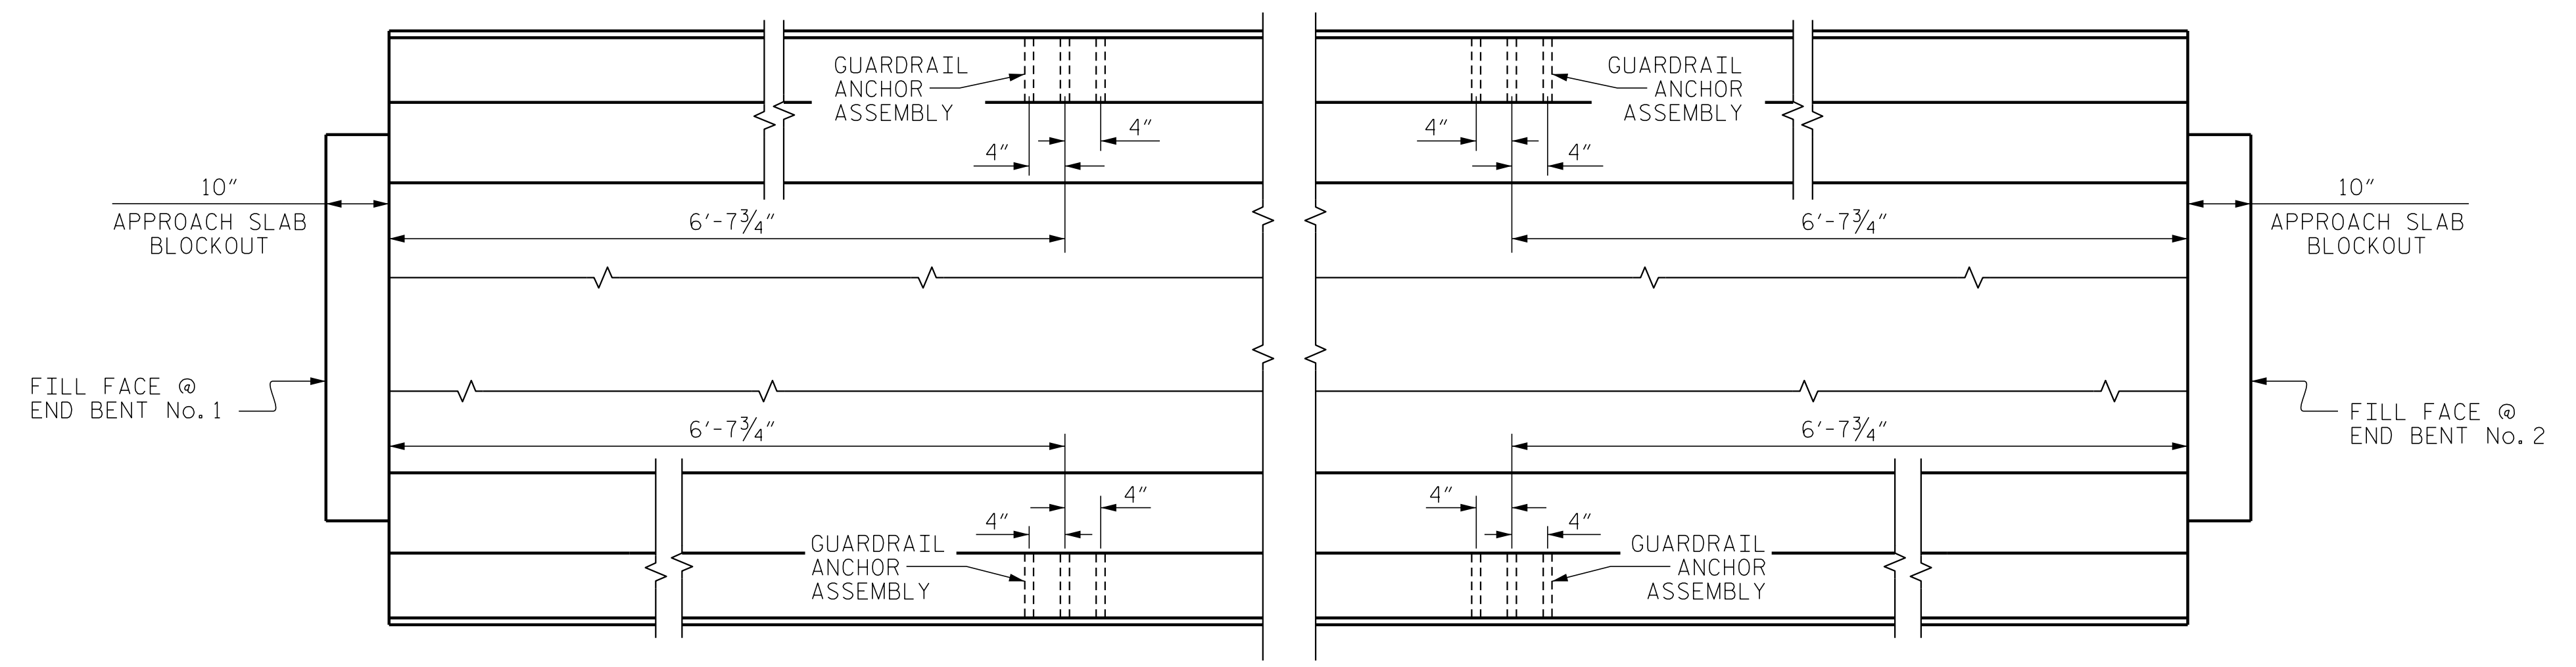 GUARDRAIL
ANCHOR
ASSEMBLY
GUARDRAIL
ANCHOR
ASSEMBLY
4"
4"
4"
4"
10"
APPROACH SLAB
BLOCKOUT
6'-7¾"
6'-7¾"
10"
APPROACH SLAB
BLOCKOUT
FILL FACE @
END BENT No. 1
FILL FACE @
END BENT No. 2
6'-7¾"
6'-7¾"
4"
4"
4"
4"
GUARDRAIL
ANCHOR
ASSEMBLY
GUARDRAIL
ANCHOR
ASSEMBLY